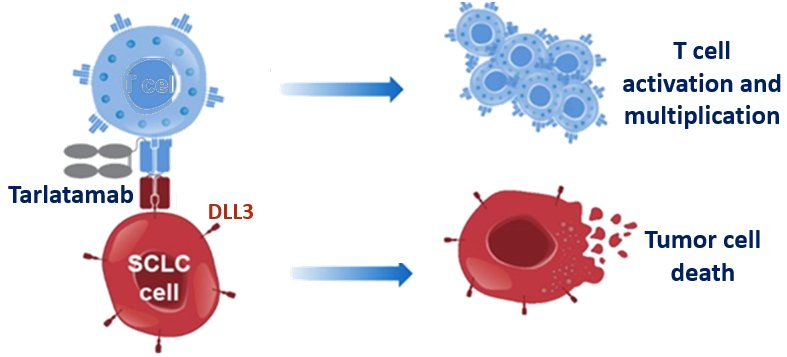 T cell
T cell
activation and
multiplication
Tarlatamab
DLL3
SCLC
cell
Tumor cell
death